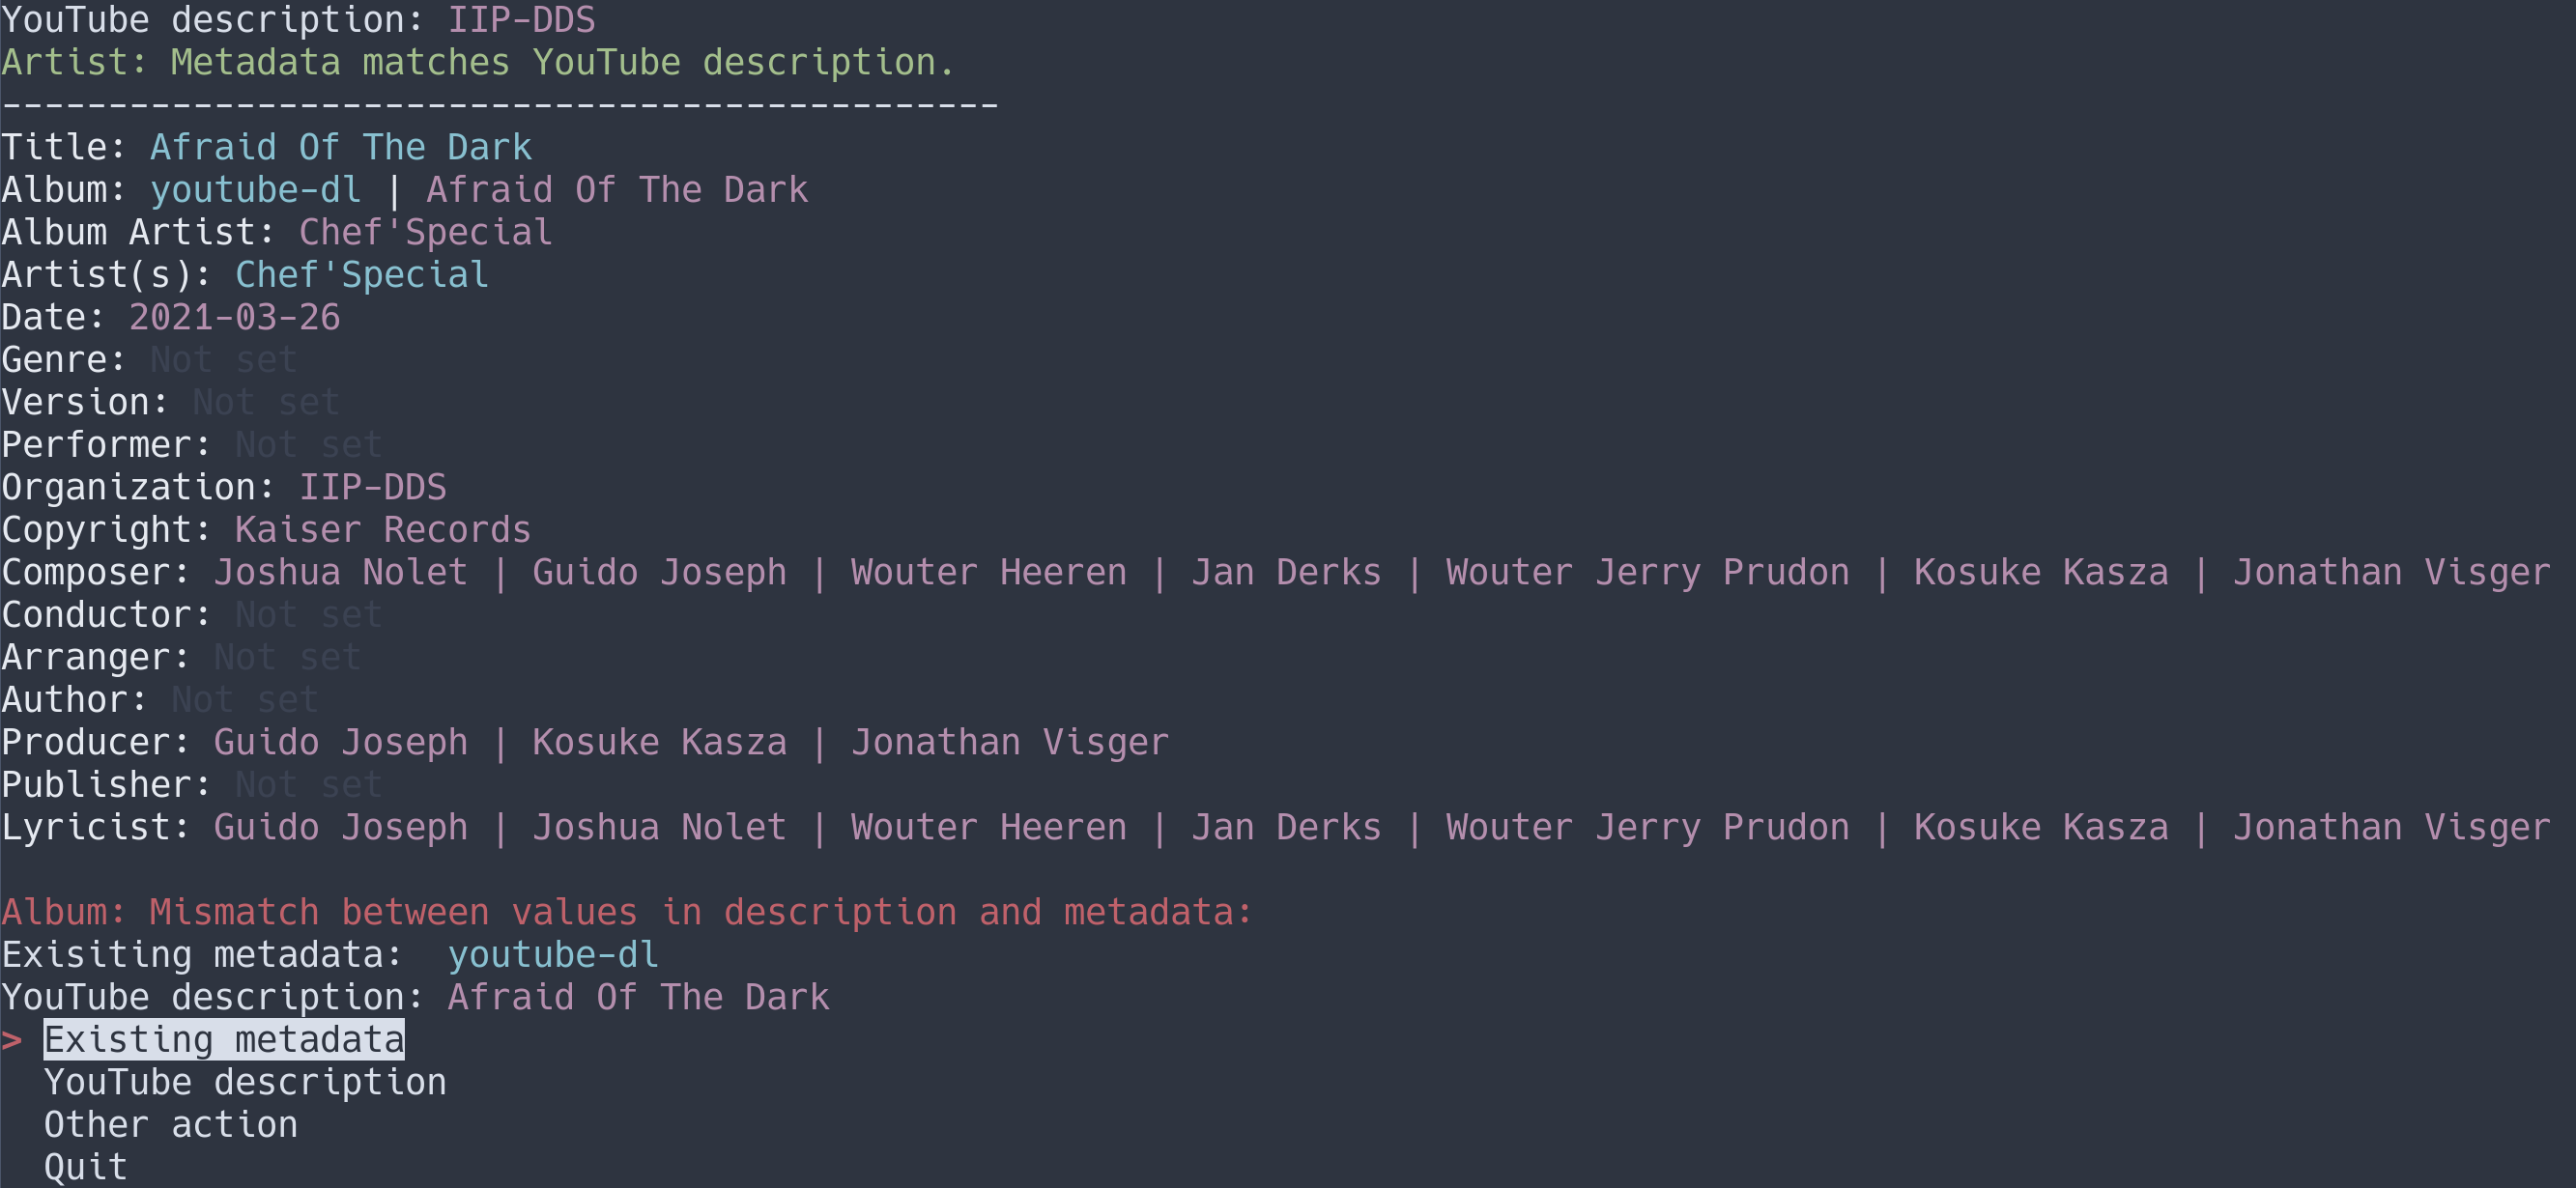 YouTube description: IIP-DDS
Artist: Metadata matches YouTube description.
-----------------------------------------------
Title: Afraid Of The Dark
Album: youtube-dl | Afraid Of The Dark
Album Artist: Chef'Special
Artist(s): Chef'Special
Date: 2021-03-26
Genre: Not set
Version: Not set
Performer: Not set
Organization: IIP-DDS
Copyright: Kaiser Records
Composer: Joshua Nolet | Guido Joseph | Wouter Heeren | Jan Derks | Wouter Jerry Prudon | Kosuke Kasza | Jonathan Visger
Conductor: Not set
Arranger: Not set
Author: Not set
Producer: Guido Joseph | Kosuke Kasza | Jonathan Visger
Publisher: Not set
Lyricist: Guido Joseph | Joshua Nolet | Wouter Heeren | Jan Derks | Wouter Jerry Prudon | Kosuke Kasza | Jonathan Visger
Album: Mismatch between values in description and metadata:
Exisiting metadata:  youtube-dl
YouTube description: Afraid Of The Dark
> Existing metadata
YouTube description
Other action
Quit